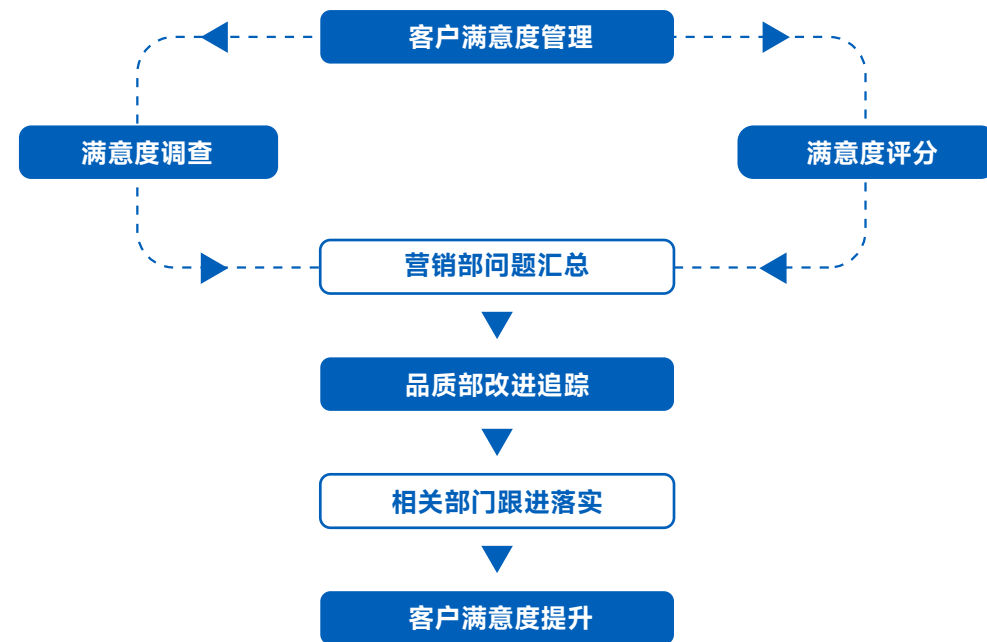 客户满意度管理
满意度调查
满意度评分
营销部问题汇总
品质部改进追踪
相关部门跟进落实
客户满意度提升